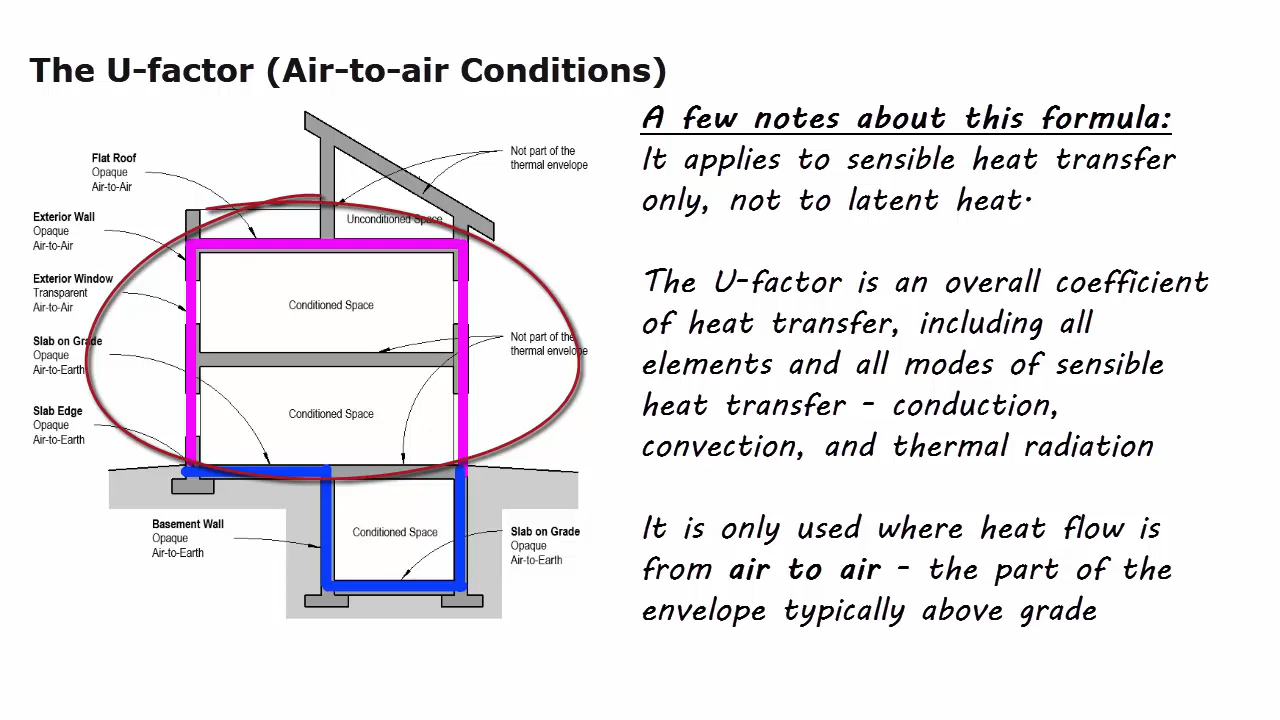 The U-factor (Air-to-air Conditions)
Flat Roof
Opaque
Air-to-Air
Exterior Wall
Opaque
Air-to-Air
Exterior Window
Transparent
Air-to-Air
Slab on Grade
Opaque
Air-to-Earth
Slab Edge
Opaque
Air-to-Earth
Basement Wall
Opaque
Air-to-Earth
Not part of the
thermal envelope
Unconditioned Space
Conditioned Space
Not part of the
thermal envelope
Conditioned Space
Conditioned Space
Slab on Grade
Opaque
Air-to-Earth
A few notes about this formula:
It applies to sensible heat transfer
only, not to latent heat.
The U-factor is an overall coefficient
of heat transfer, including all
elements and all modes of sensible
heat transfer - conduction,
convection, and thermal radiation
It is only used where heat flow is
from air to air - the part of the
envelope typically above grade